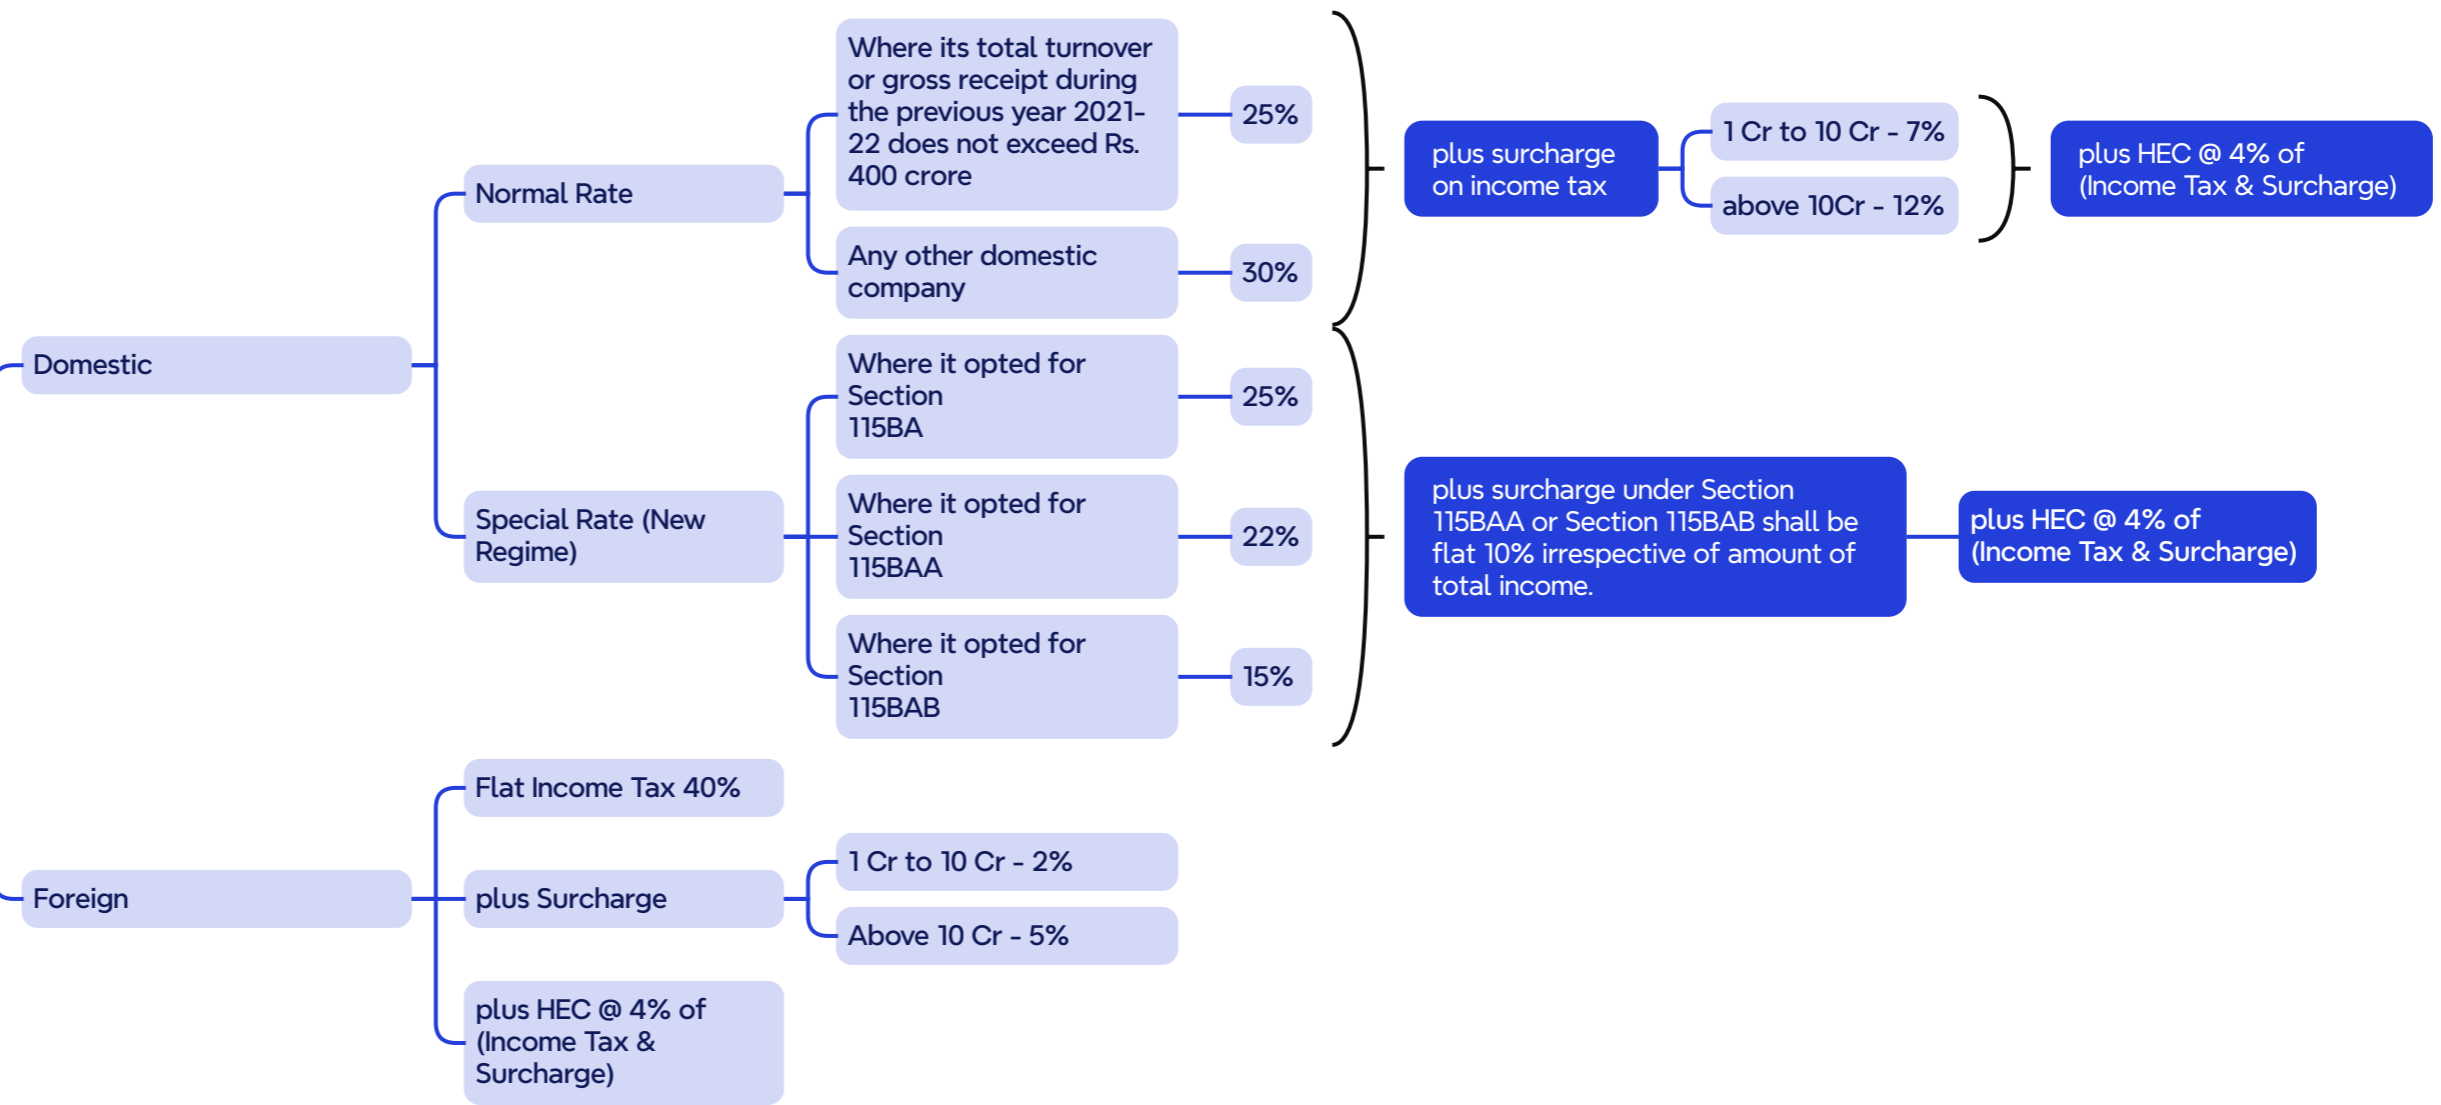 Domestic
Normal Rate
Where its total turnover
or gross receipt during
the previous year 2021-
22 does not exceed Rs.
400 crore
25%
Any other domestic
company
30%
plus surcharge
on income tax
1 Cr to 10 Cr - 7%
above 10Cr - 12%
plus HEC @ 4% of
(Income Tax & Surcharge)
Special Rate (New
Regime)
Where it opted for
Section
115BA
25%
Where it opted for
Section
115BAA
22%
Where it opted for
Section
115BAB
15%
plus surcharge under Section
115BAA or Section 115BAB shall be
flat 10% irrespective of amount of
total income.
plus HEC @ 4% of
(Income Tax & Surcharge)
Foreign
Flat Income Tax 40%
plus Surcharge
1 Cr to 10 Cr - 2%
Above 10 Cr - 5%
plus HEC @ 4% of
(Income Tax &
Surcharge)